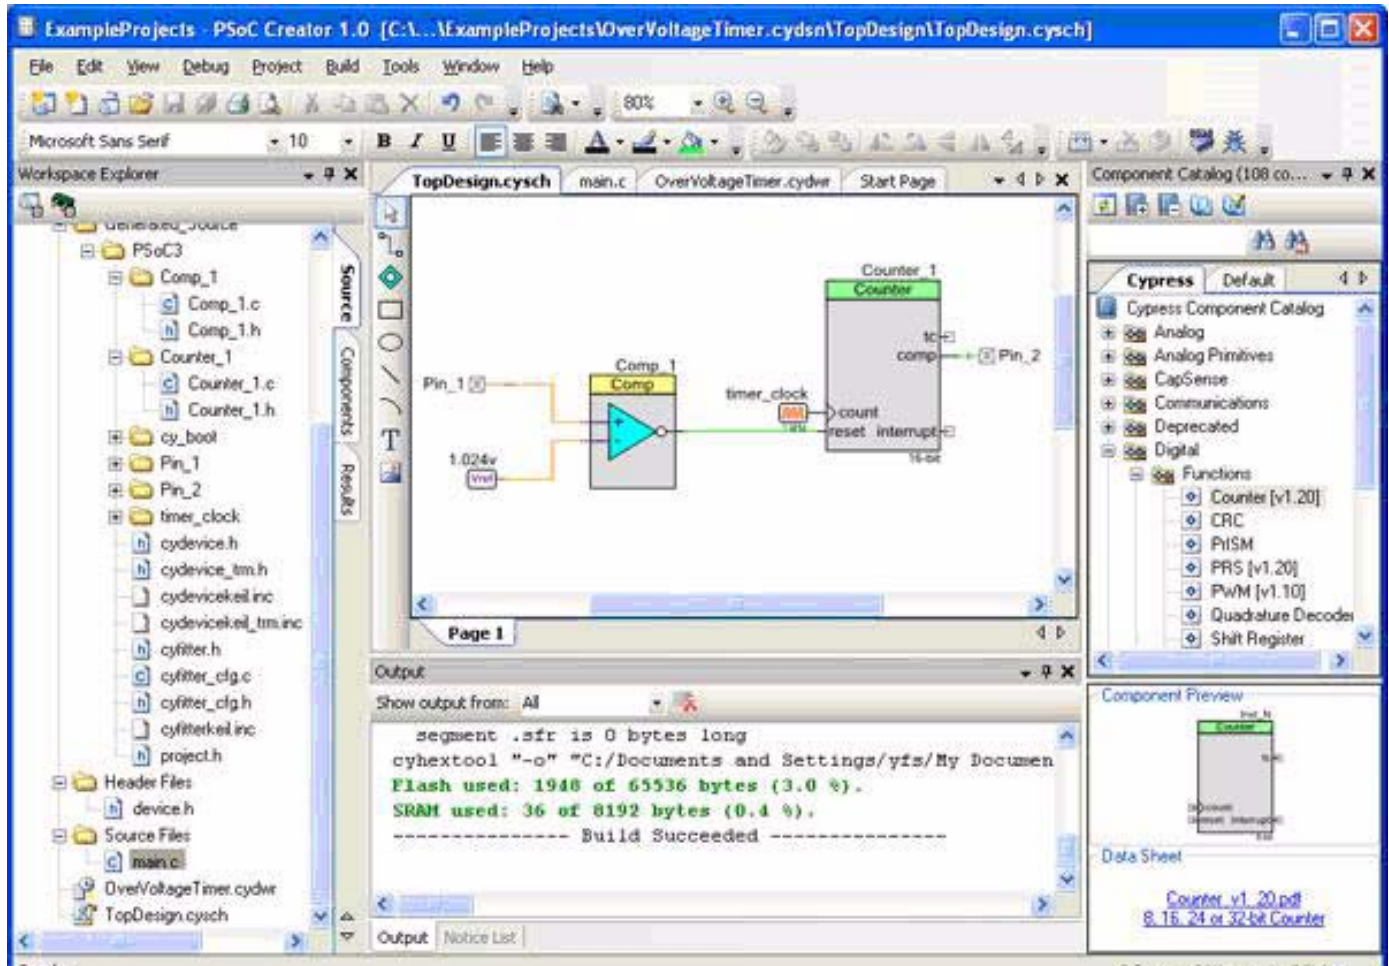 ExampleProjects - PSoC Creator 1.0 [C:\...\ExampleProjects\OverVoltageTimer.cydsn\TopDesign\TopDesign.cysch]
File Edit View Debug Project Build Tools Window Help
80%
Microsoft Sans Serif 10 B I U A
Workspace Explorer
Generated_Source
PSoC3
Comp_1
Comp_1.c
Comp_1.h
Counter_1
Counter_1.c
Counter_1.h
cy_boot
Pin_1
Pin_2
timer_clock
cydevice.h
cydevice_trm.h
cydevicekeil.inc
cydevicekeil_trm.inc
cyfitter.h
cyfitter_cfg.c
cyfitter_cfg.h
cyfitterkeil.inc
project.h
Header Files
device.h
Source Files
main.c
OverVoltageTimer.cydwr
TopDesign.cysch
Source
Components
Results
TopDesign.cysch main.c OverVoltageTimer.cydwr Start Page
T
Counter_1
Counter
tc
comp
Pin_2
Comp_1
Comp
Pin_1
timer_clock
count
reset interrupt
16-bit
1.024v
Vref
Page 1
Output
Show output from: All
segment .sfr is 0 bytes long
cyhextool "-o" "C:/Documents and Settings/yfs/My Documen
Flash used: 1948 of 65536 bytes (3.0 %).
SRAM used: 36 of 8192 bytes (0.4 %).
--------------- Build Succeeded ---------------
Output Notice List
Component Catalog (108 co...
Cypress Default
Cypress Component Catalog
Analog
Analog Primitives
CapSense
Communications
Deprecated
Digital
Functions
Counter [v1.20]
CRC
PrISM
PRS [v1.20]
PWM [v1.10]
Quadrature Decoder
Shift Register
Component Preview
Inst_N
Counter
count
reset interrupt
Data Sheet
Counter_v1_20.pdf
8, 16, 24 or 32-bit Counter